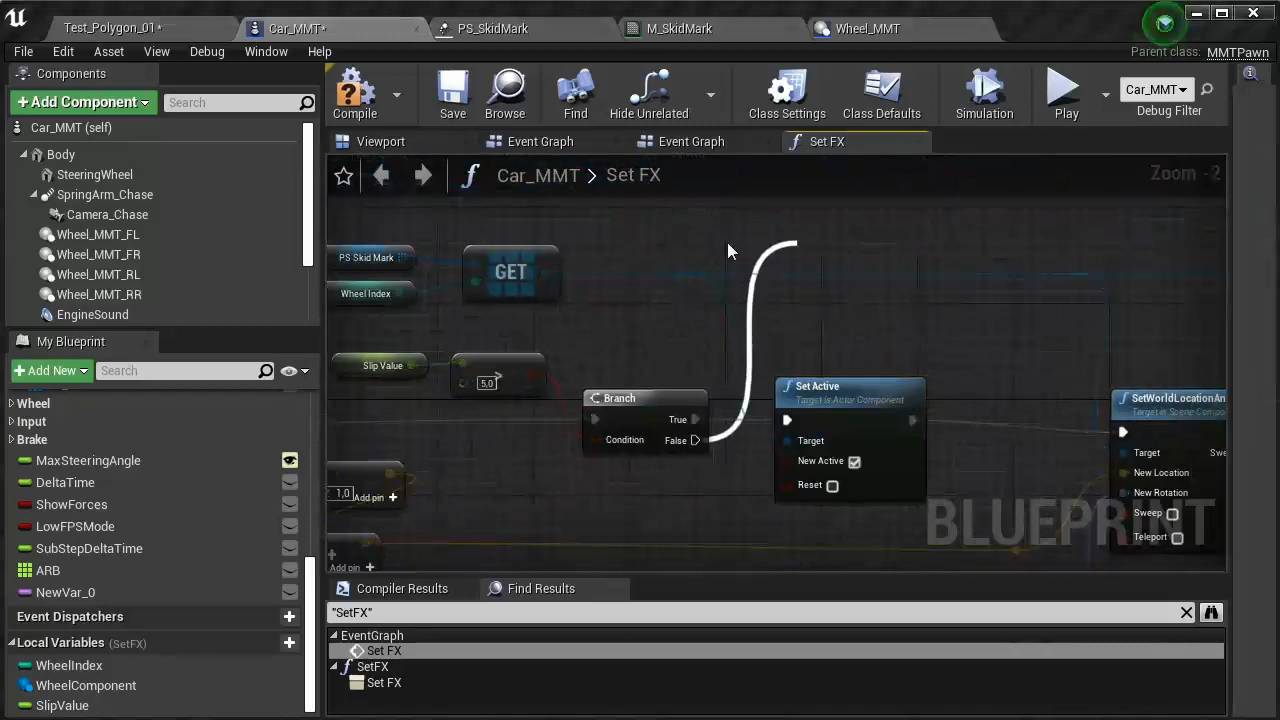 Test_Polygon_01*
Car_MMT*
PS_SkidMark
M_SkidMark
Wheel_MMT
File Edit Asset View Debug Window Help
Parent class: MMTPawn
Components
+ Add Component
Search
Car_MMT (self)
Body
SteeringWheel
SpringArm_Chase
Camera_Chase
Wheel_MMT_FL
Wheel_MMT_FR
Wheel_MMT_RL
Wheel_MMT_RR
EngineSound
My Blueprint
+ Add New
Search
Wheel
Input
Brake
MaxSteeringAngle
DeltaTime
ShowForces
LowFPSMode
SubStepDeltaTime
ARB
NewVar_0
Event Dispatchers
Local Variables (SetFX)
WheelIndex
WheelComponent
SlipValue
Compile
Save
Browse
Find
Hide Unrelated
Class Settings
Class Defaults
Simulation
Play
Car_MMT
Debug Filter
Viewport
Event Graph
Event Graph
Set FX
Car_MMT > Set FX
Zoom -2
PS Skid Mark
Wheel Index
GET
Slip Value
5,0
>
Branch
True
Condition
False
1,0
Add pin +
Add pin +
Set Active
Target is Actor Component
Target
New Active
Reset
SetWorldLocationAn
Target is Scene Compo
Target
Swe
New Location
New Rotation
Sweep
Teleport
BLUEPRINT
Compiler Results
Find Results
"SetFX"
EventGraph
Set FX
SetFX
Set FX